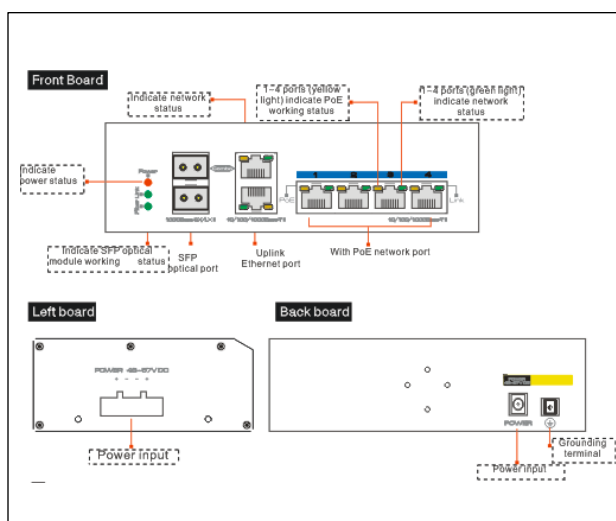 Front Board
Indicate network
status
1-4 ports (yellow
light) indicate PoE
working status
1-4 ports (green light)
indicate network
status
Indicate
power status
Power
1
2
3
4
PoE
Link
Indicate SFP optical
module working status
SFP
optical port
Uplink
Ethernet port
With PoE network port
Left board
Back board
POWER 48-57VDC
+ - - +
Power input
POWER
Power input
Grounding
terminal